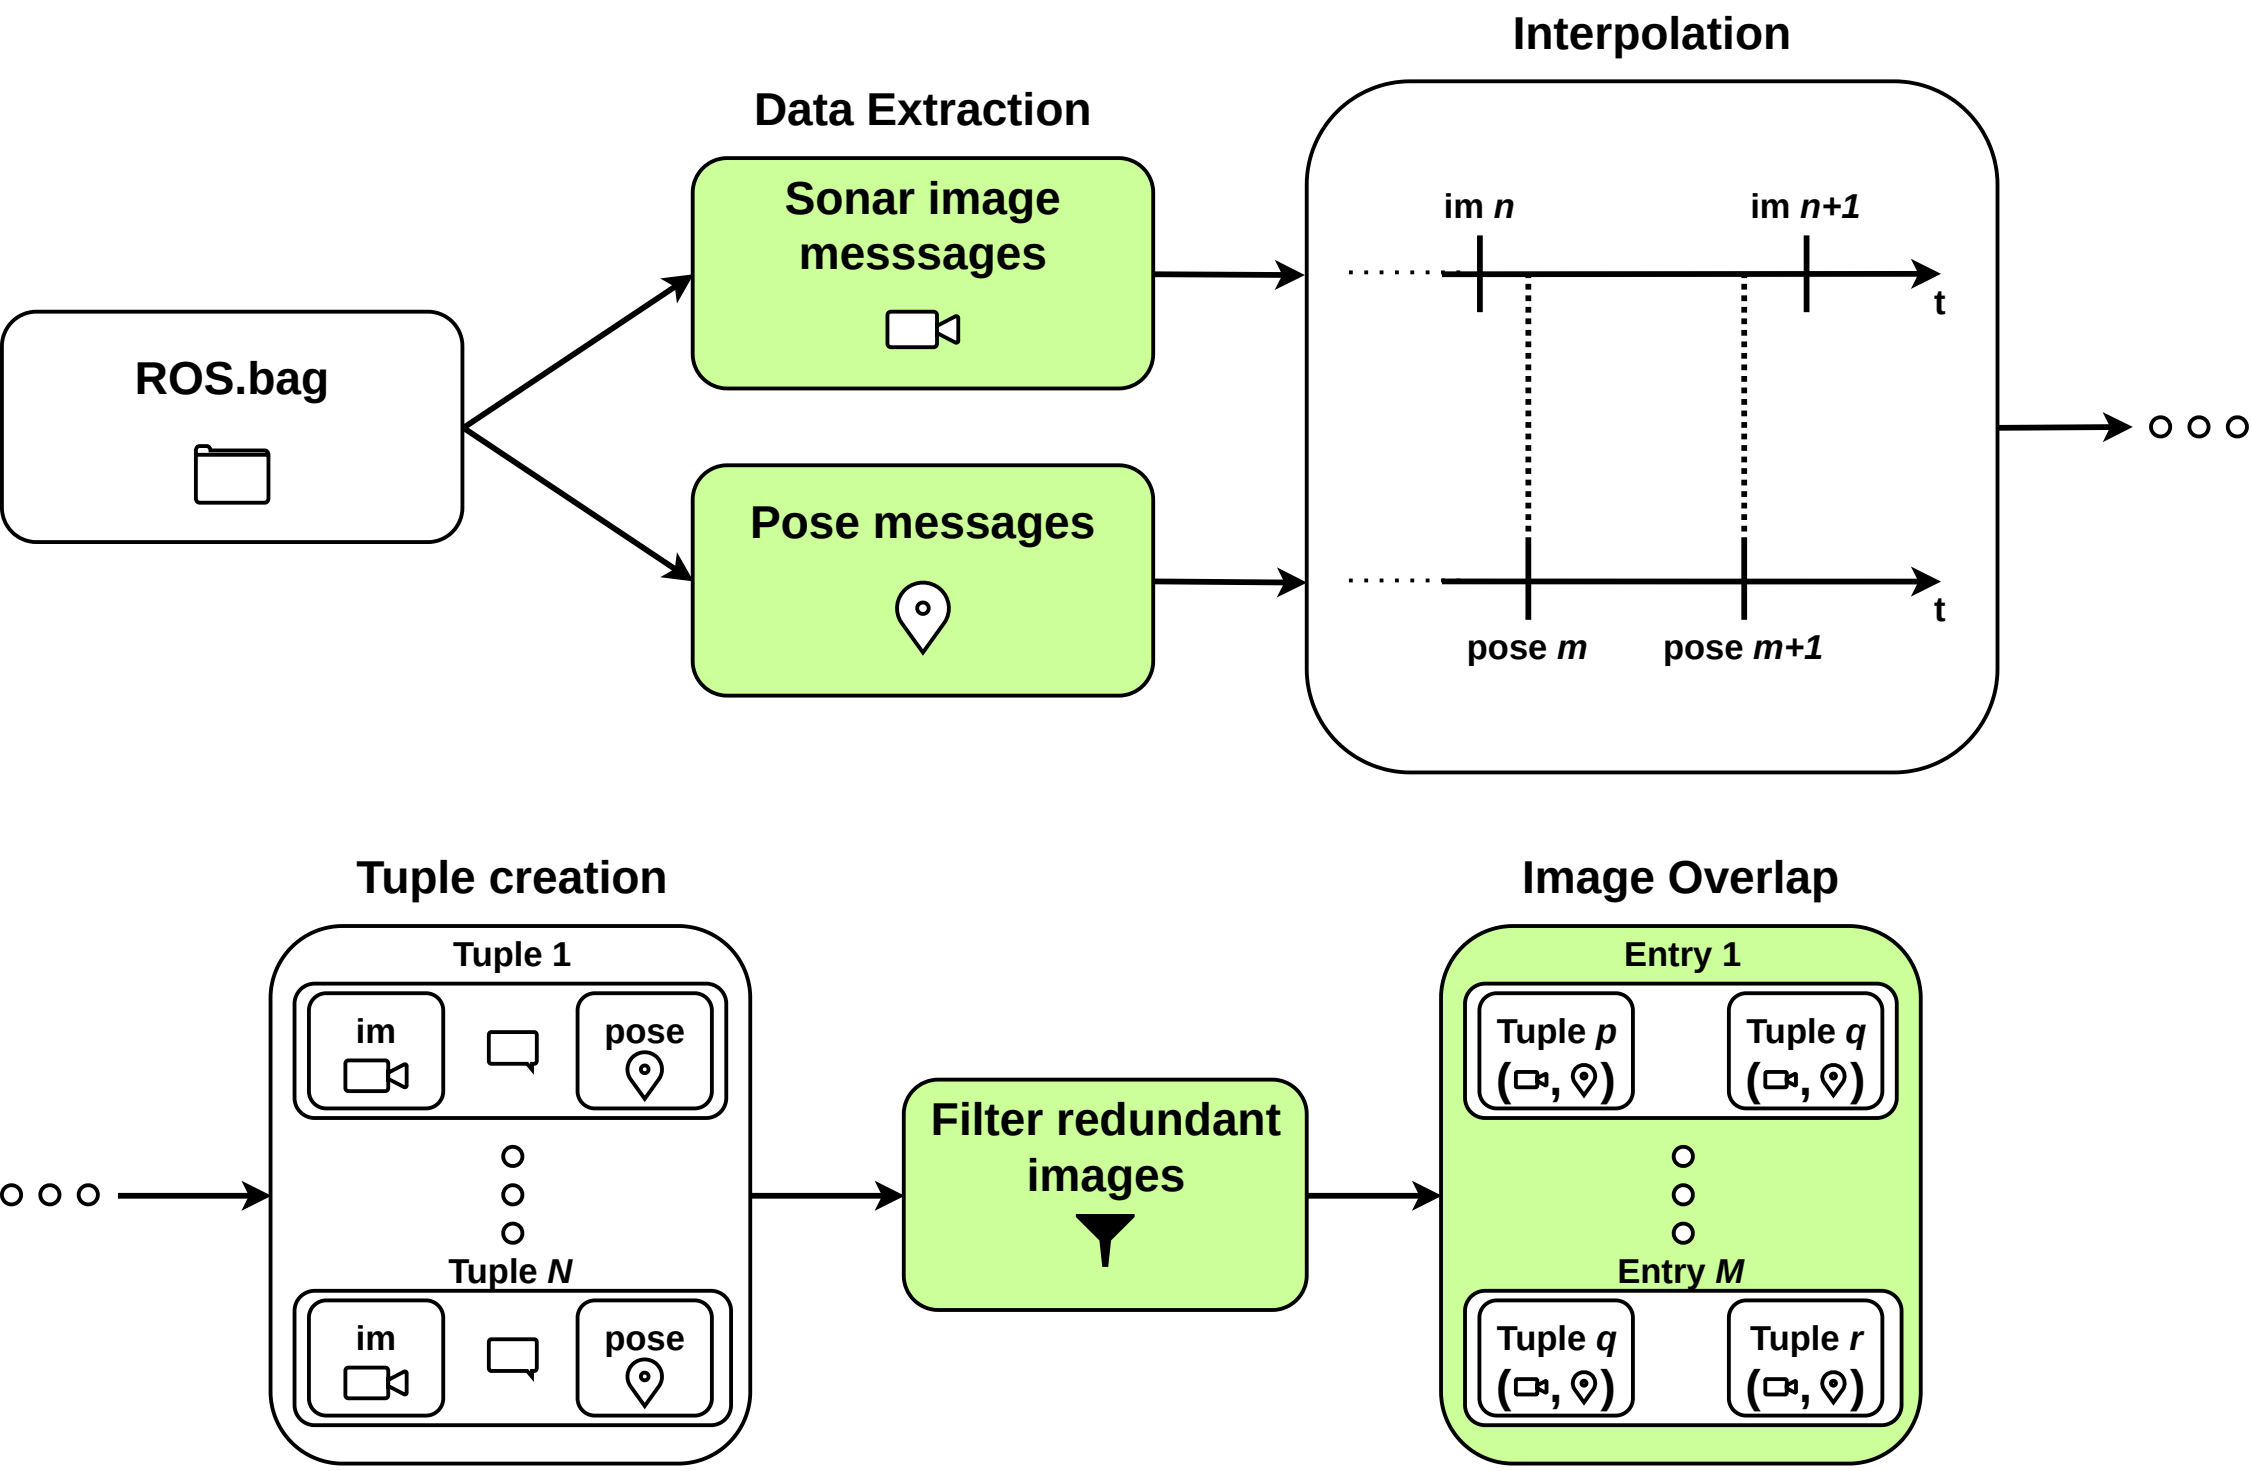 Interpolation
Data Extraction
Sonar image
messsages
im n
im n+1
t
ROS.bag
Pose messages
t
pose m
pose m+1
Tuple creation
Image Overlap
Tuple 1
Entry 1
im
pose
Tuple p
Tuple q
( , )
( , )
Filter redundant
images
Tuple N
Entry M
im
pose
Tuple q
Tuple r
( , )
( , )